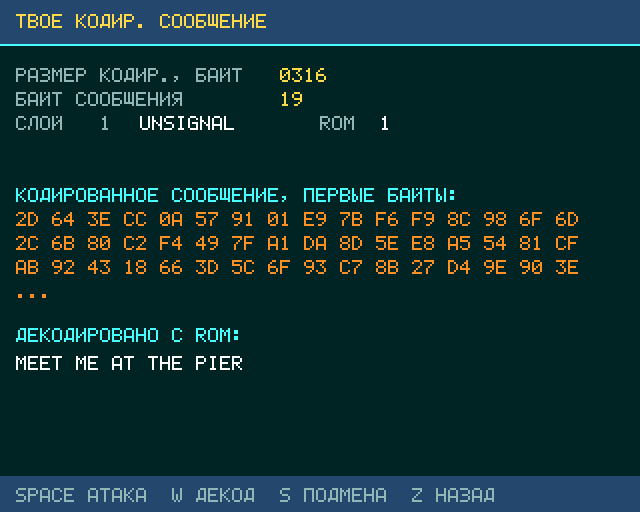 ТВОЕ КОДИР. СООБЩЕНИЕ
РАЗМЕР КОДИР., БАЙТ 0316
БАЙТ СООБЩЕНИЯ 19
СЛОЙ 1 UNSIGNAL ROM 1
КОДИРОВАННОЕ СООБЩЕНИЕ, ПЕРВЫЕ БАЙТЫ:
2D 64 3E CC 0A 57 91 01 E9 7B F6 F9 8C 98 6F 6D
2C 6B 80 C2 F4 49 7F A1 DA 8D 5E E8 A5 54 81 CF
AB 92 43 18 66 3D 5C 6F 93 C7 8B 27 D4 9E 90 3E
...
ДЕКОДИРОВАНО С ROM:
MEET ME AT THE PIER
SPACE АТАКА W ДЕКОД S ПОДМЕНА Z НАЗАД